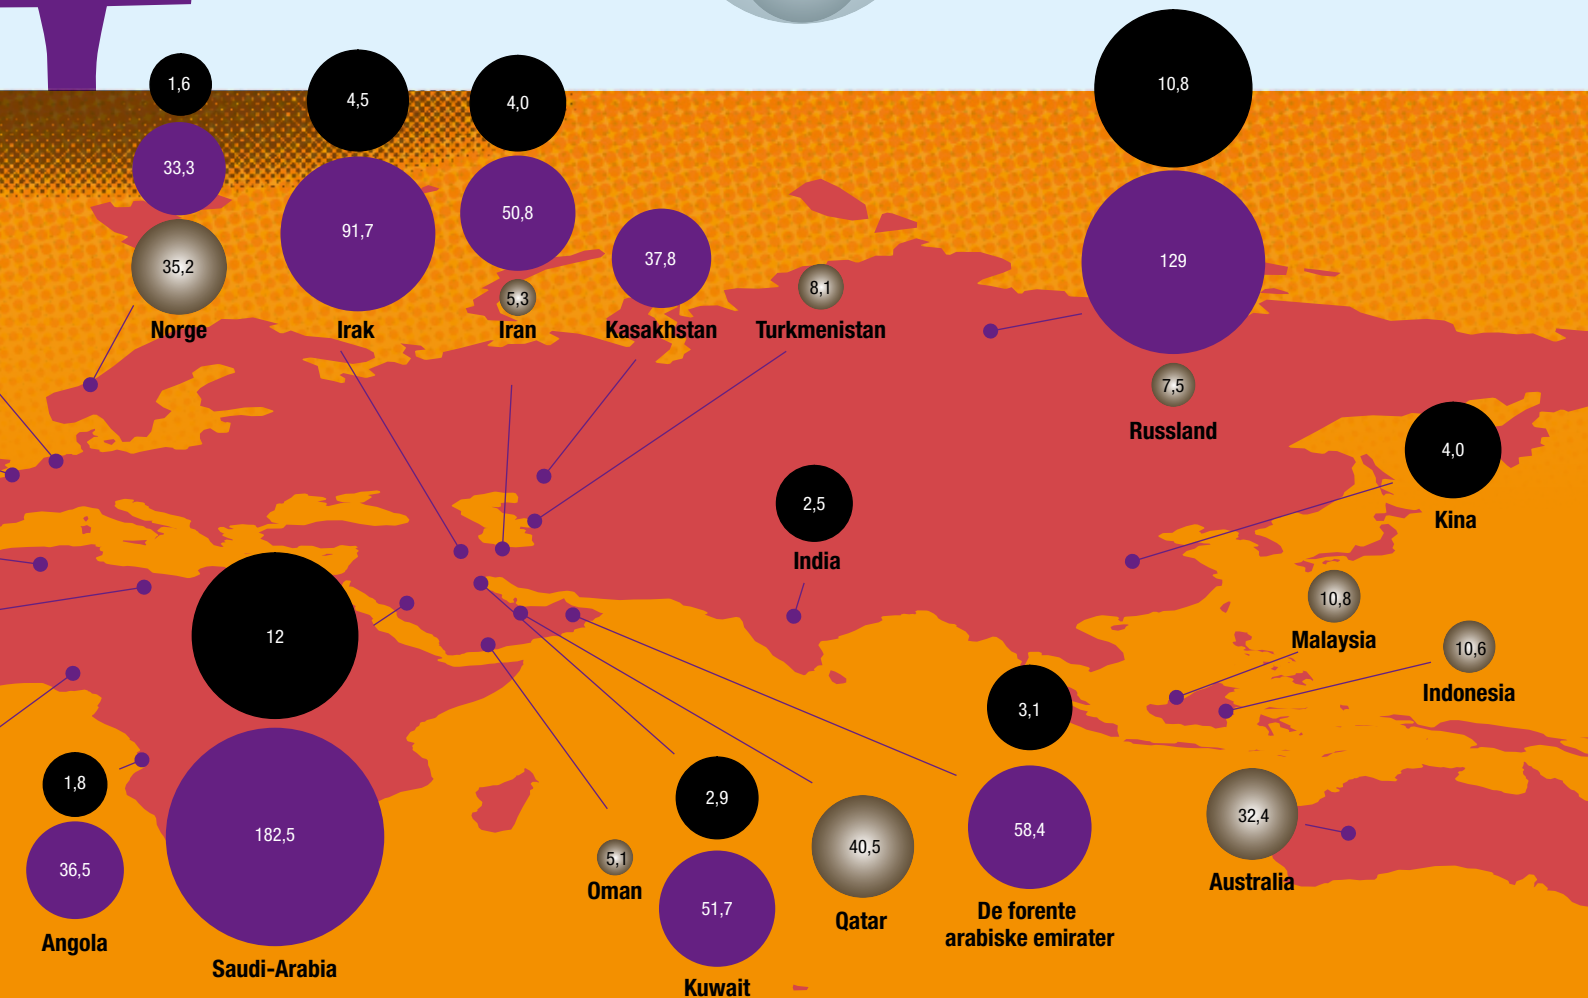 1,6
33,3
35,2
Norge
4,5
91,7
Irak
4,0
50,8
5,3
Iran
37,8
Kasakhstan
8,1
Turkmenistan
10,8
129
7,5
Russland
4,0
Kina
2,5
India
10,8
Malaysia
10,6
Indonesia
12
182,5
Saudi-Arabia
1,8
36,5
Angola
5,1
Oman
2,9
51,7
Kuwait
40,5
Qatar
3,1
58,4
De forente
arabiske emirater
32,4
Australia